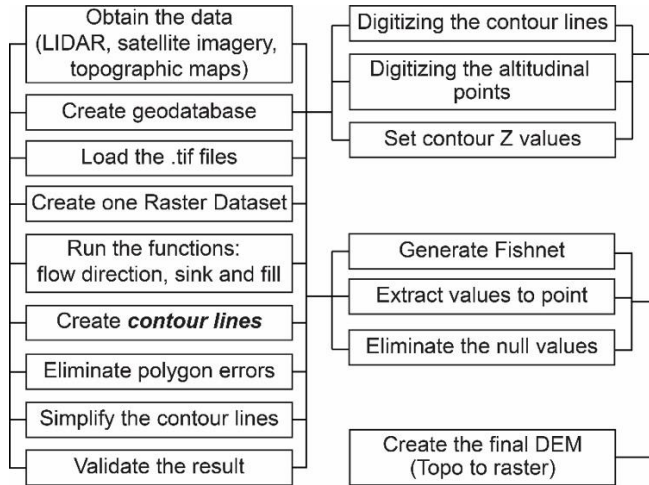 Obtain the data
(LIDAR, satellite imagery,
topographic maps)
Create geodatabase
Load the .tif files
Create one Raster Dataset
Run the functions:
flow direction, sink and fill
Create contour lines
Eliminate polygon errors
Simplify the contour lines
Validate the result
Digitizing the contour lines
Digitizing the altitudinal
points
Set contour Z values
Generate Fishnet
Extract values to point
Eliminate the null values
Create the final DEM
(Topo to raster)